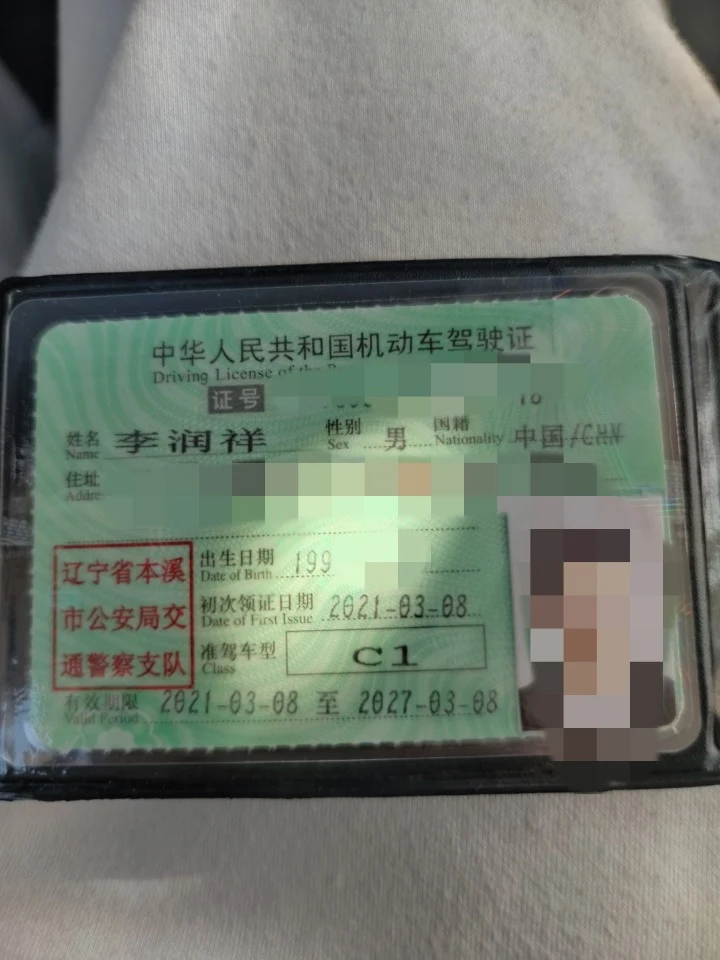 中华人民共和国机动车驾驶证
Driving License of the
证号
姓名 李润祥 性别 男 国籍 中国/CHN
Name Sex Nationality
住址
Addre
辽宁省本溪
市公安局交
通警察支队
出生日期 199
Date of Birth
初次领证日期 2021-03-08
Date of First Issue
准驾车型 C1
Class
有效期限 2021-03-08 至 2027-03-08
Valid Period